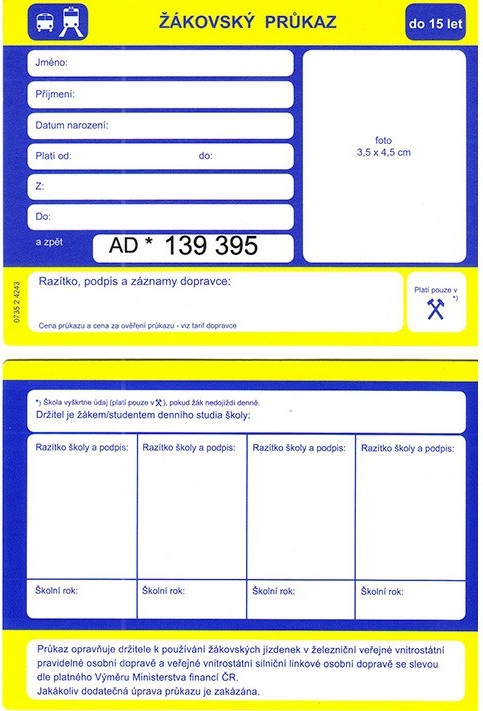 ŽÁKOVSKÝ PRŮKAZ
do 15 let
Jméno:
Příjmení:
Datum narození:
Platí od: do:
Z:
Do:
a zpět
AD * 139 395
foto
3,5 x 4,5 cm
Razítko, podpis a záznamy dopravce:
Cena průkazu a cena za ověření průkazu - viz tarif dopravce
Platí pouze v
*)
0735 2 4243
*) Škola vyškrtne údaj (platí pouze v ⚒), pokud žák nedojíždí denně.
Držitel je žákem/studentem denního studia školy:
Razítko školy a podpis: Razítko školy a podpis: Razítko školy a podpis: Razítko školy a podpis:
Školní rok: Školní rok: Školní rok: Školní rok:
Průkaz opravňuje držitele k používání žákovských jízdenek v železniční veřejné vnitrostátní
pravidelné osobní dopravě a veřejné vnitrostátní silniční linkové osobní dopravě se slevou
dle platného Výměru Ministerstva financí ČR.
Jakákoliv dodatečná úprava průkazu je zakázána.